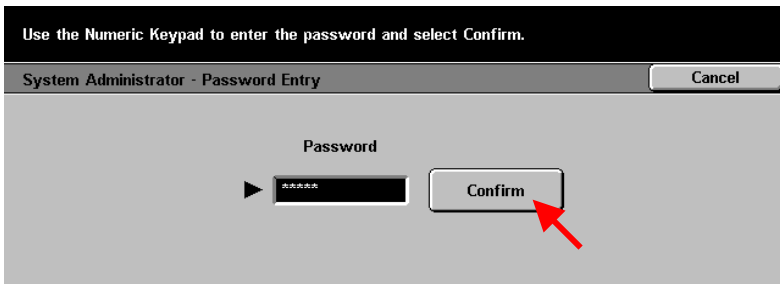 Use the Numeric Keypad to enter the password and select Confirm.
System Administrator - Password Entry Cancel
Password
***** Confirm